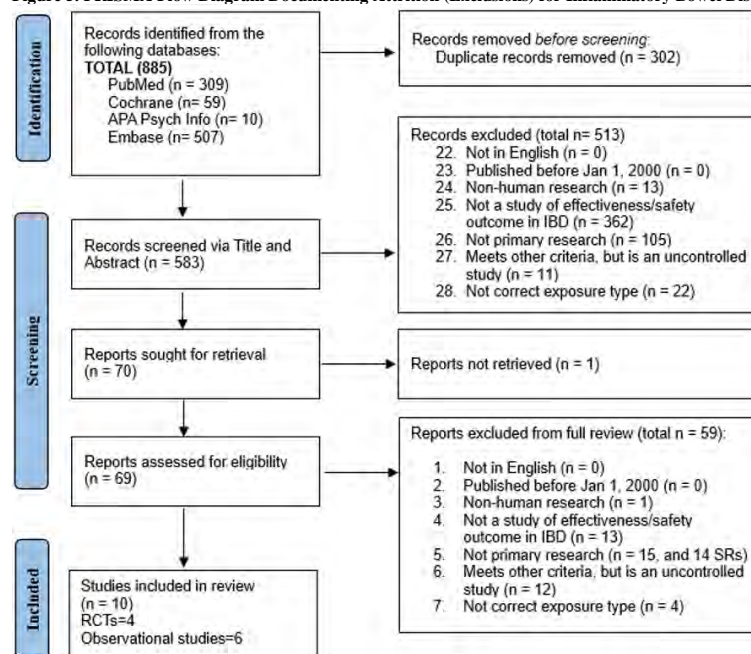 Identification
Records identified from the
following databases:
TOTAL (885)
PubMed (n = 309)
Cochrane (n= 59)
APA Psych Info (n= 10)
Embase (n= 507)
Records removed before screening:
Duplicate records removed (n = 302)
Records excluded (total n= 513)
22. Not in English (n = 0)
23. Published before Jan 1, 2000 (n = 0)
24. Non-human research (n = 13)
25. Not a study of effectiveness/safety
outcome in IBD (n = 362)
26. Not primary research (n = 105)
27. Meets other criteria, but is an uncontrolled
study (n = 11)
28. Not correct exposure type (n = 22)
Screening
Records screened via Title and
Abstract (n = 583)
Reports sought for retrieval
(n = 70)
Reports not retrieved (n = 1)
Reports assessed for eligibility
(n = 69)
Reports excluded from full review (total n = 59):
1. Not in English (n = 0)
2. Published before Jan 1, 2000 (n = 0)
3. Non-human research (n = 1)
4. Not a study of effectiveness/safety
outcome in IBD (n = 13)
5. Not primary research (n = 15, and 14 SRs)
6. Meets other criteria, but is an uncontrolled
study (n = 12)
7. Not correct exposure type (n = 4)
Included
Studies included in review
(n = 10)
RCTs=4
Observational studies=6